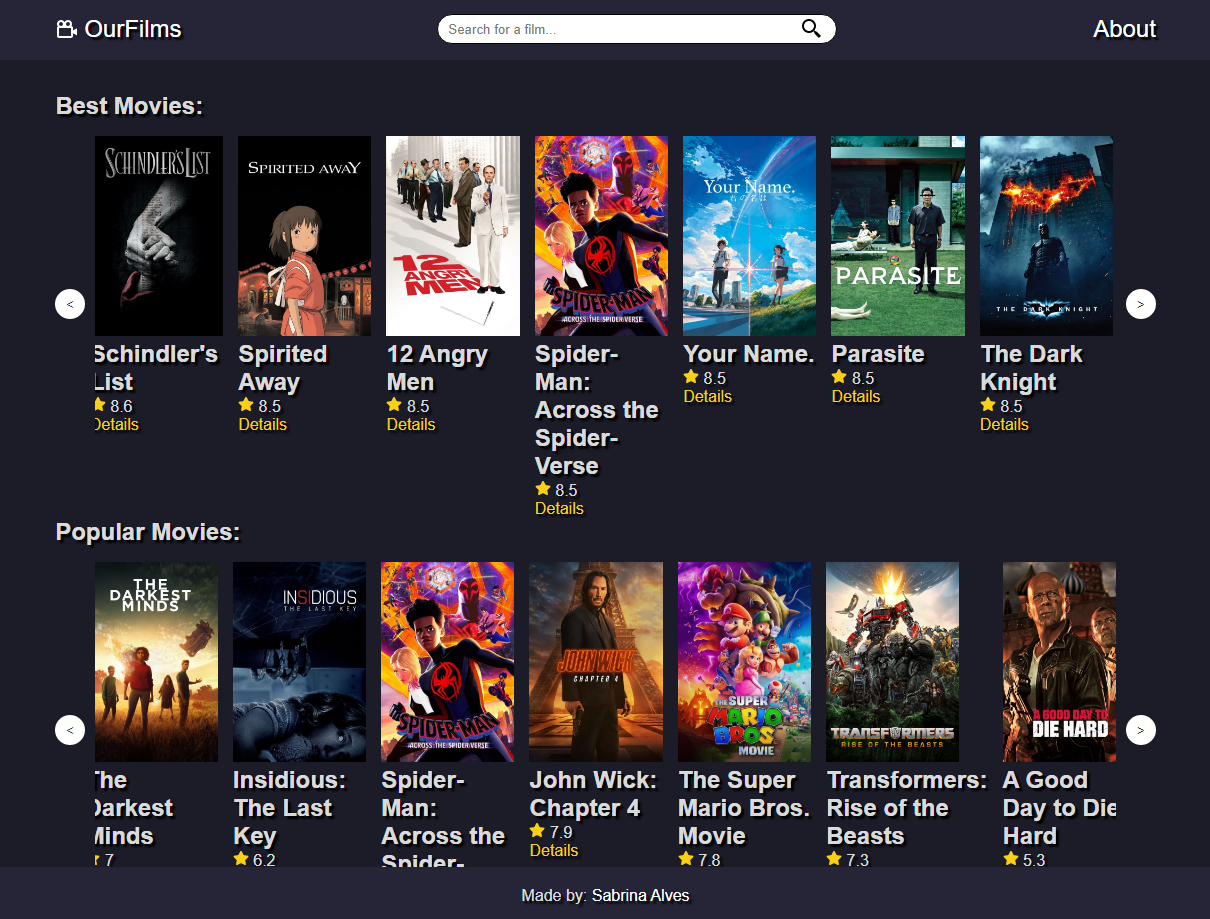 OurFilms
Search for a film...
About
Best Movies:
SCHINDLER'S LIST
SPIRITED AWAY
12
ANGRY
MEN
SPIDER-MAN
ACROSS THE SPIDER-VERSE
Your Name.
君の名は
PARASITE
THE DARK KNIGHT
<
>
Schindler's
List
8.6
Details
Spirited
Away
8.5
Details
12 Angry
Men
8.5
Details
Spider-
Man:
Across the
Spider-
Verse
8.5
Details
Your Name.
8.5
Details
Parasite
8.5
Details
The Dark
Knight
8.5
Details
Popular Movies:
THE
DARKEST
MINDS
INSIDIOUS
THE LAST KEY
SPIDER-MAN
ACROSS THE SPIDER-VERSE
JOHN WICK
CHAPTER 4
THE SUPER
MARIO
BROS.
MOVIE
TRANSFORMERS
RISE OF THE BEASTS
A GOOD DAY TO
DIE HARD
<
>
The
Darkest
Minds
7
Insidious:
The Last
Key
6.2
Spider-
Man:
Across the
Spider-
John Wick:
Chapter 4
7.9
Details
The Super
Mario Bros.
Movie
7.8
Transformers:
Rise of the
Beasts
7.3
A Good
Day to Die
Hard
5.3
Made by: Sabrina Alves